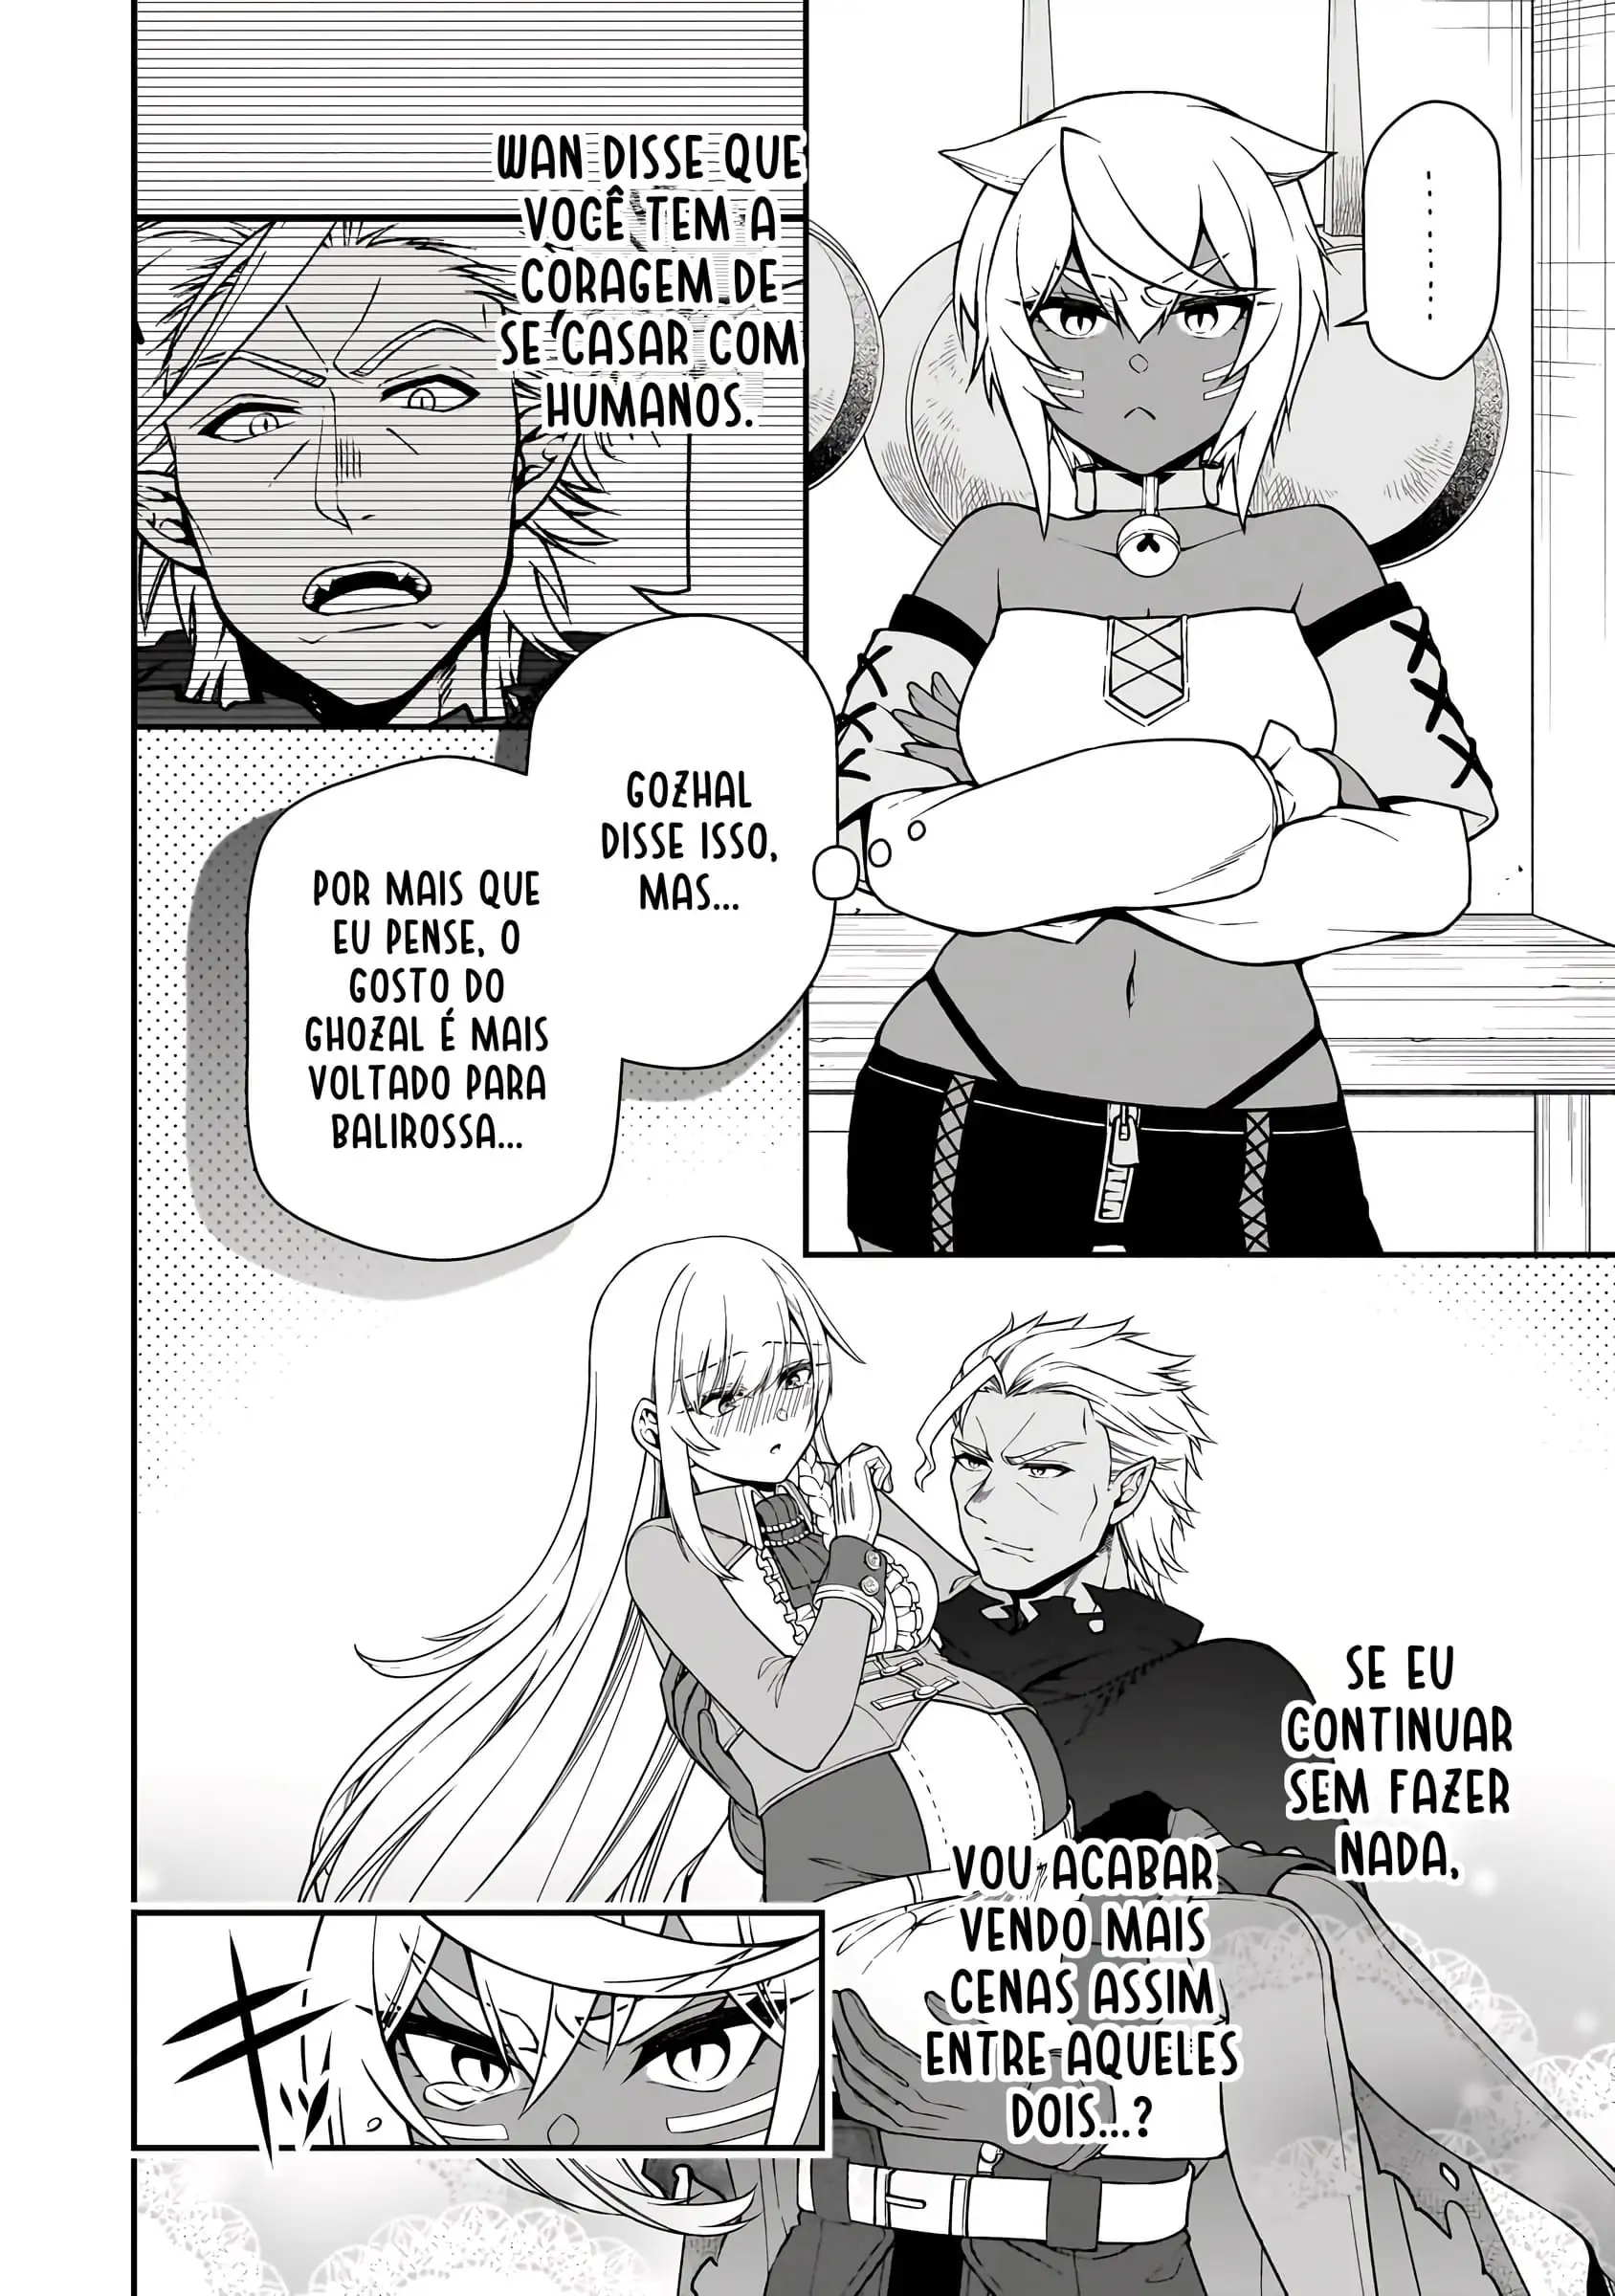 ........
WAN DISSE QUE
VOCÊ TEM A
CORAGEM DE
SE CASAR COM
HUMANOS.
GOZHAL
DISSE ISSO,
MAS...
POR MAIS QUE
EU PENSE, O
GOSTO DO
GHOZAL É MAIS
VOLTADO PARA
BALIROSSA...
SE EU
CONTINUAR
SEM FAZER
NADA,
VOU ACABAR
VENDO MAIS
CENAS ASSIM
ENTRE AQUELES
DOIS...?
キッ